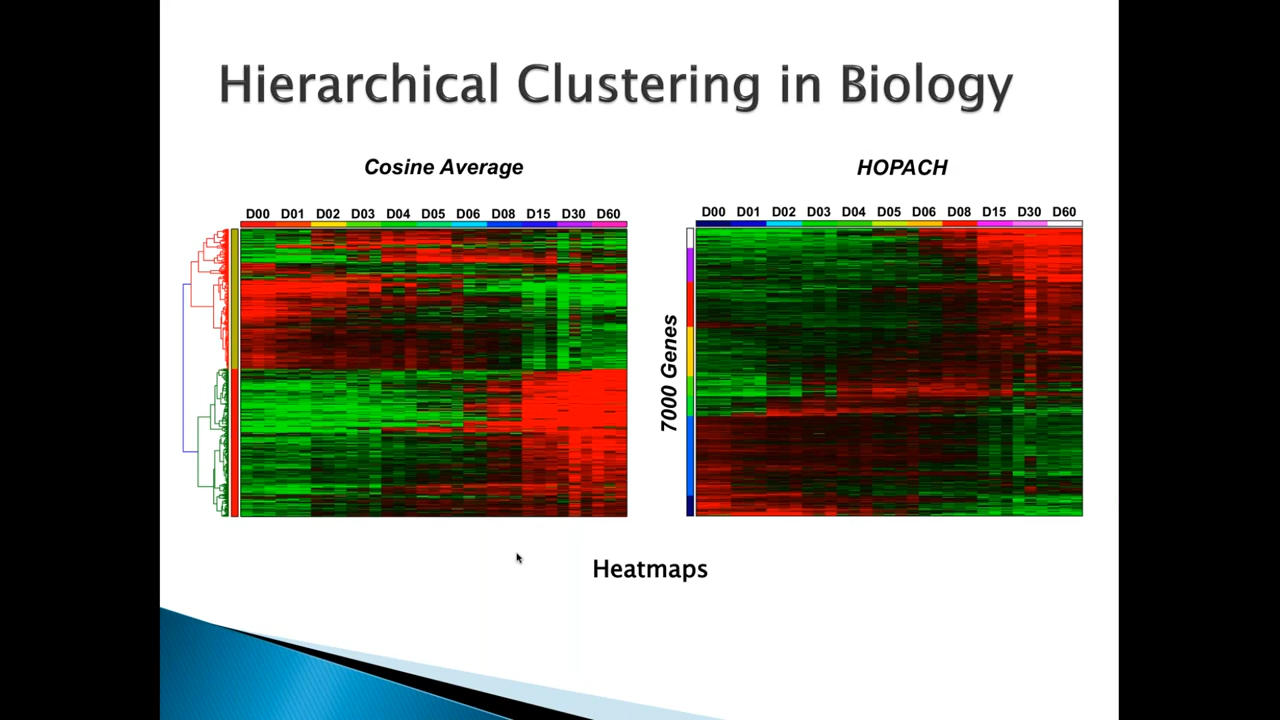 Hierarchical Clustering in Biology
Cosine Average
D00 D01 D02 D03 D04 D05 D06 D08 D15 D30 D60
HOPACH
D00 D01 D02 D03 D04 D05 D06 D08 D15 D30 D60
7000 Genes
Heatmaps